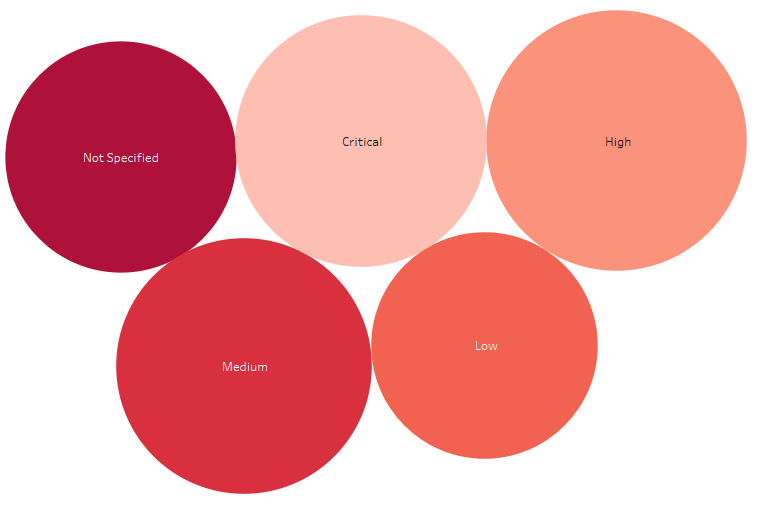 Critical
High
Not Specified
Low
Medium